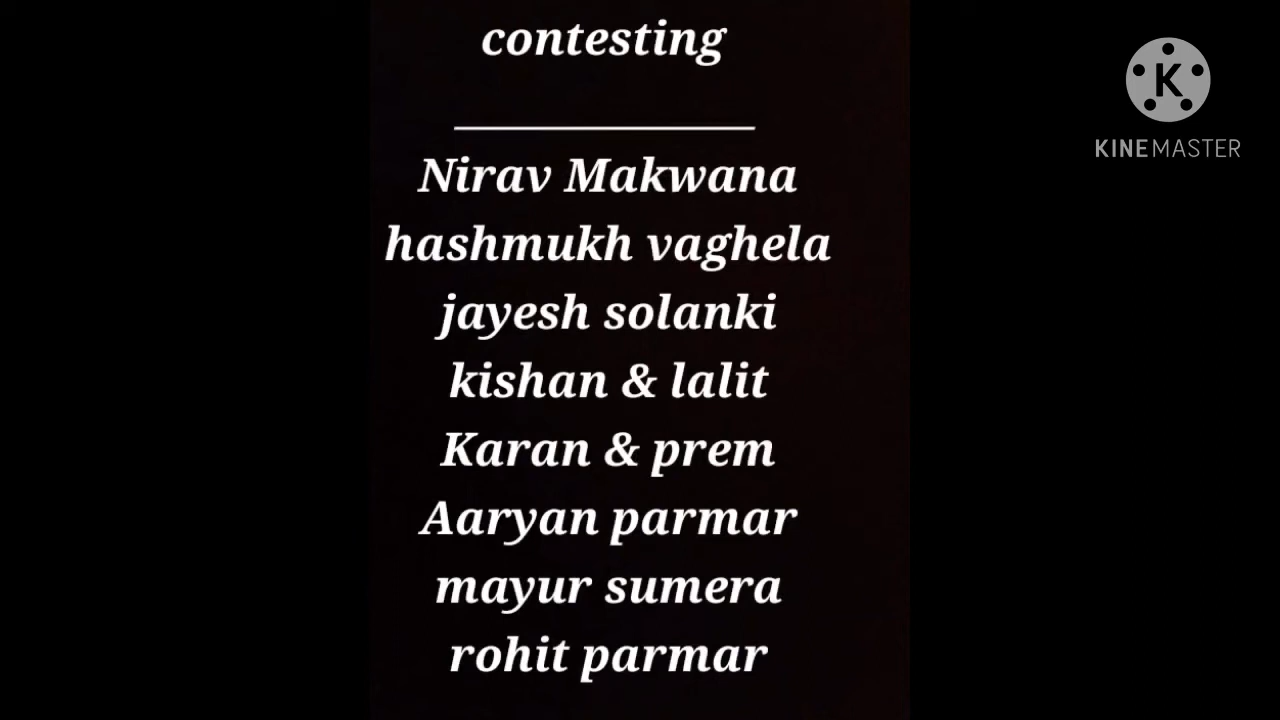 contesting
Nirav Makwana
hashmukh vaghela
jayesh solanki
kishan & lalit
Karan & prem
Aaryan parmar
mayur sumera
rohit parmar
K
KINEMASTER